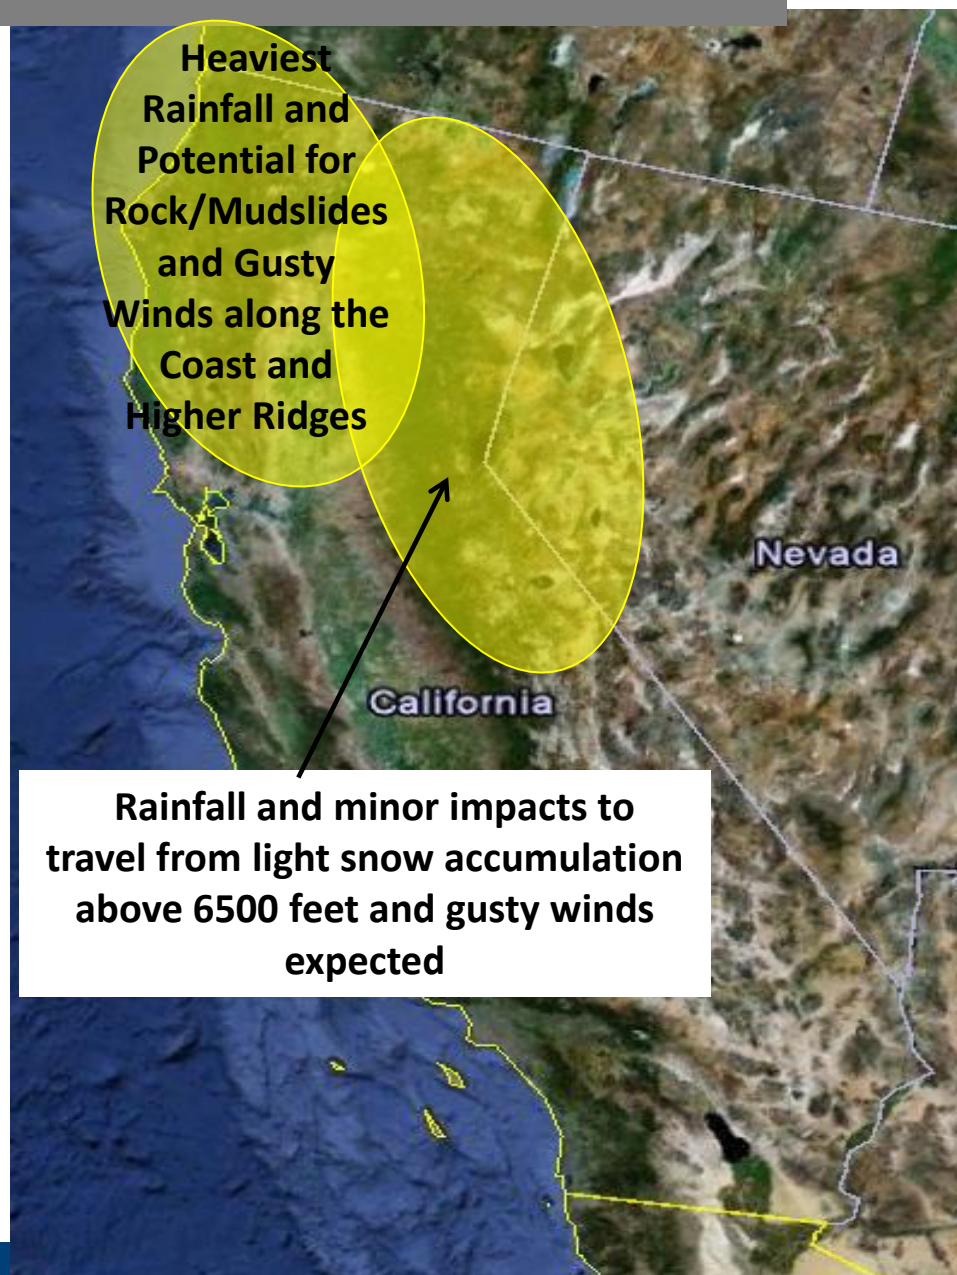 Heaviest
Rainfall and
Potential for
Rock/Mudslides
and Gusty
Winds along the
Coast and
Higher Ridges
Nevada
California
Rainfall and minor impacts to
travel from light snow accumulation
above 6500 feet and gusty winds
expected